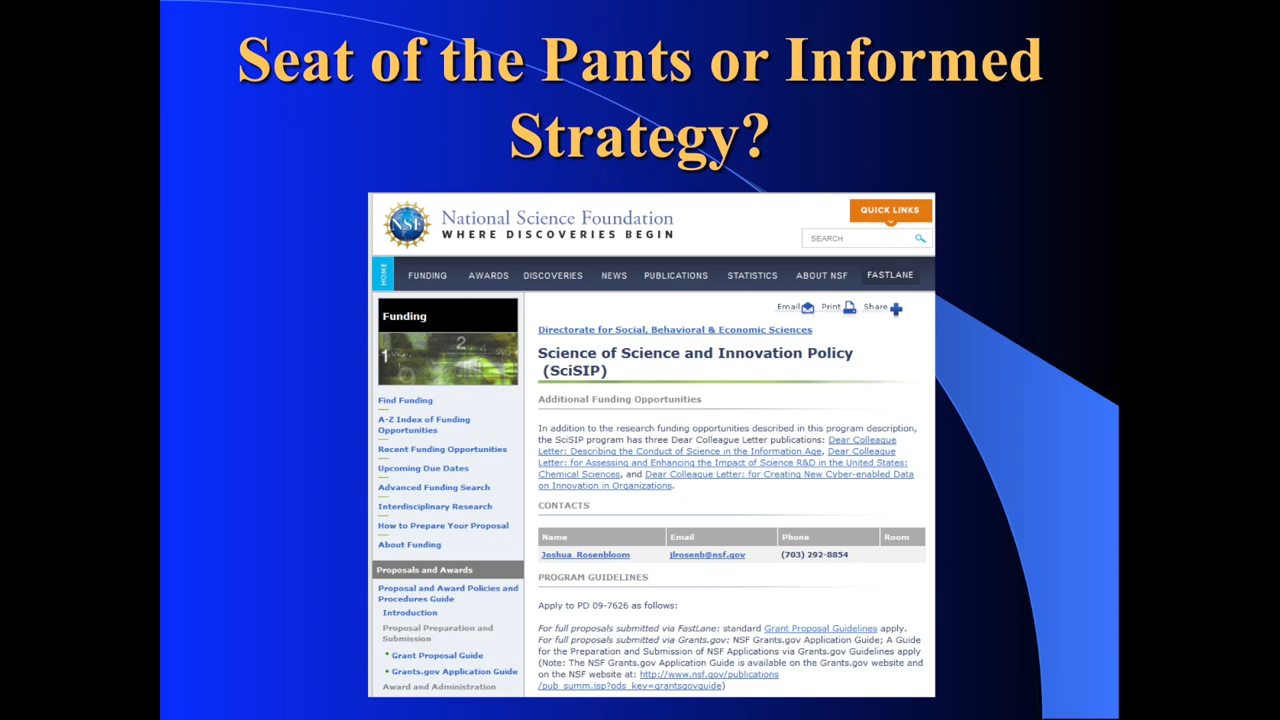 Seat of the Pants or Informed
Strategy?
NSF
National Science Foundation
WHERE DISCOVERIES BEGIN
QUICK LINKS
SEARCH
HOME
FUNDING AWARDS DISCOVERIES NEWS PUBLICATIONS STATISTICS ABOUT NSF FASTLANE
Funding
1 2 9
Find Funding
A-Z Index of Funding
Opportunities
Recent Funding Opportunities
Upcoming Due Dates
Advanced Funding Search
Interdisciplinary Research
How to Prepare Your Proposal
About Funding
Proposals and Awards
Proposal and Award Policies and
Procedures Guide
Introduction
Proposal Preparation and
Submission
Grant Proposal Guide
Grants.gov Application Guide
Award and Administration
Email Print Share
Directorate for Social, Behavioral & Economic Sciences
Science of Science and Innovation Policy
(SciSIP)
Additional Funding Opportunities
In addition to the research funding opportunities described in this program description,
the SciSIP program has three Dear Colleague Letter publications: Dear Colleague
Letter: Describing the Conduct of Science in the Information Age, Dear Colleague
Letter: for Assessing and Enhancing the Impact of Science R&D in the United States:
Chemical Sciences, and Dear Colleague Letter: for Creating New Cyber-enabled Data
on Innovation in Organizations.
CONTACTS
Name Email Phone Room
Joshua Rosenbloom jlrosenb@nsf.gov (703) 292-8854
PROGRAM GUIDELINES
Apply to PD 09-7626 as follows:
For full proposals submitted via FastLane: standard Grant Proposal Guidelines apply.
For full proposals submitted via Grants.gov: NSF Grants.gov Application Guide; A Guide
for the Preparation and Submission of NSF Applications via Grants.gov Guidelines apply
(Note: The NSF Grants.gov Application Guide is available on the Grants.gov website and
on the NSF website at: http://www.nsf.gov/publications
/pub_summ.jsp?ods_key=grantsgovguide)